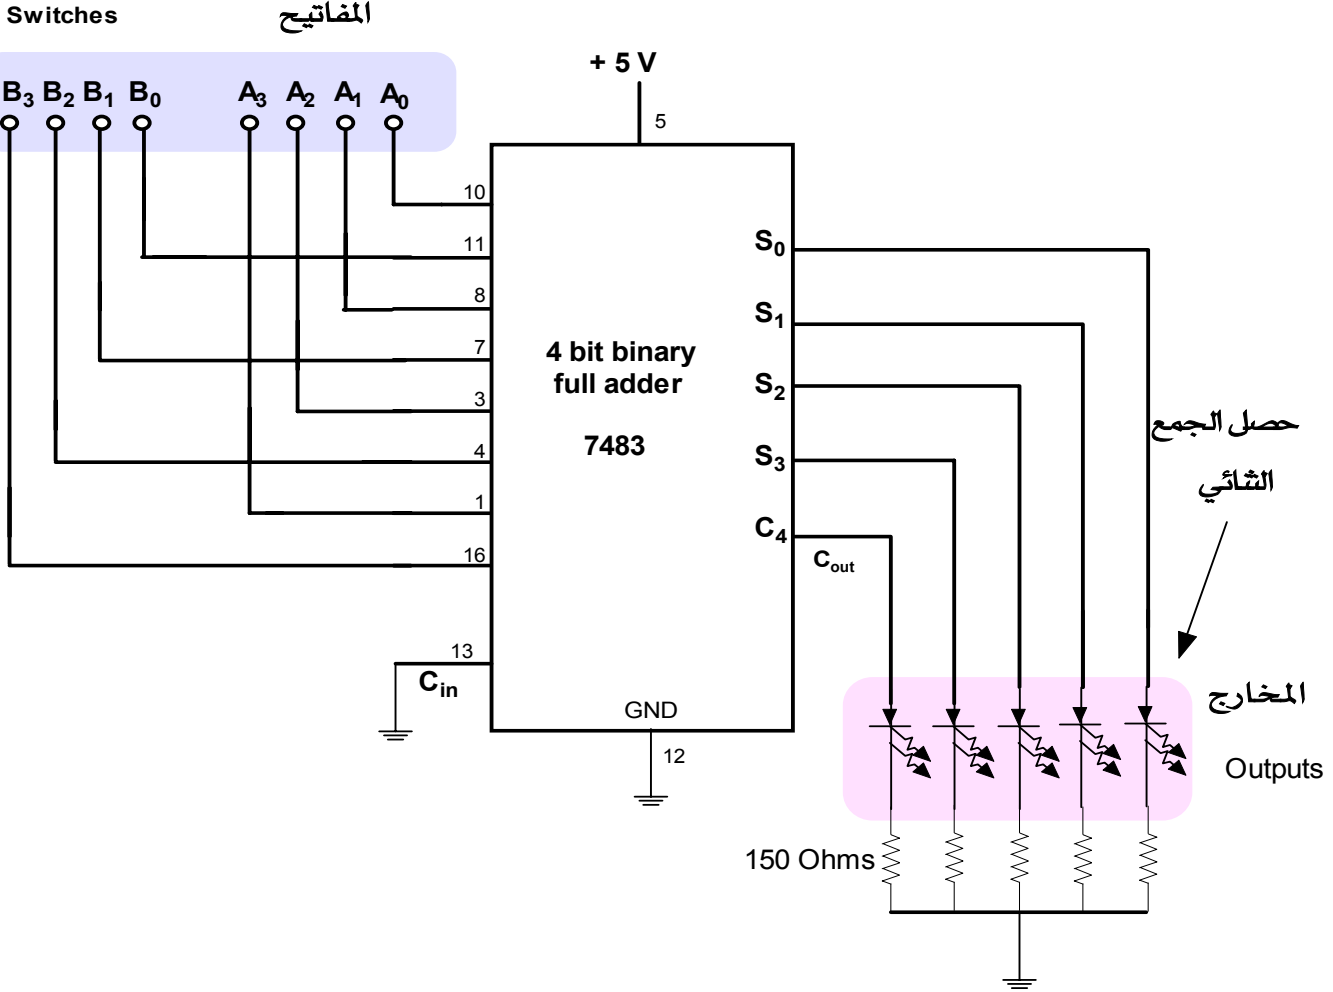 Switches المفاتيح
+ 5 V
B3 B2 B1 B0 A3 A2 A1 A0
5
10
11
8
7
3
4
1
16
13
Cin
4 bit binary
full adder
7483
S0
S1
S2
S3
C4
Cout
GND
12
حصل الجمع
الثنائي
المخارج
Outputs
150 Ohms